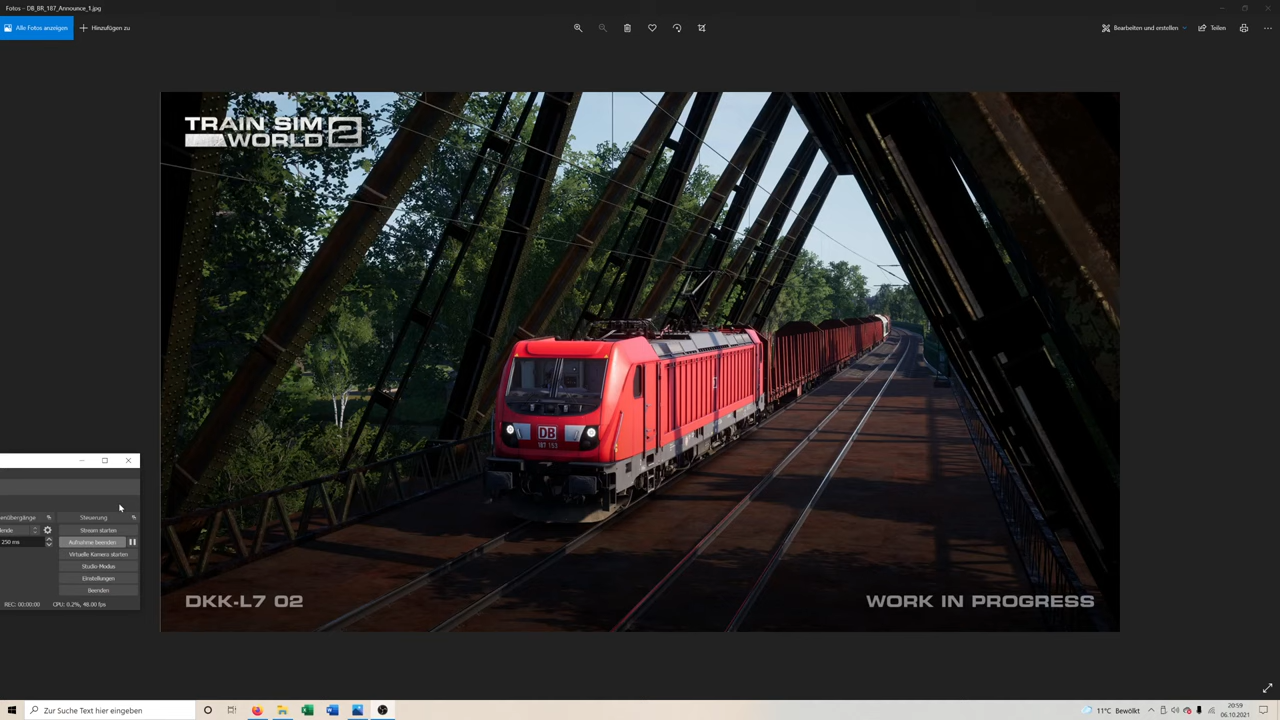 Fotos – DB_BR_187_Announce_1.jpg
Alle Fotos anzeigen
Hinzufügen zu
Bearbeiten und erstellen
Teilen
TRAIN SIM WORLD 2
DB
187 153
DKK-L7 02
WORK IN PROGRESS
Steuerung
250 ms
Stream starten
Aufnahme beenden
Virtuelle Kamera starten
Studio-Modus
Einstellungen
Beenden
REC: 00:00:00
CPU: 0.2%, 48.00 fps
Zur Suche Text hier eingeben
11°C Bewölkt
20:59
06.10.2021